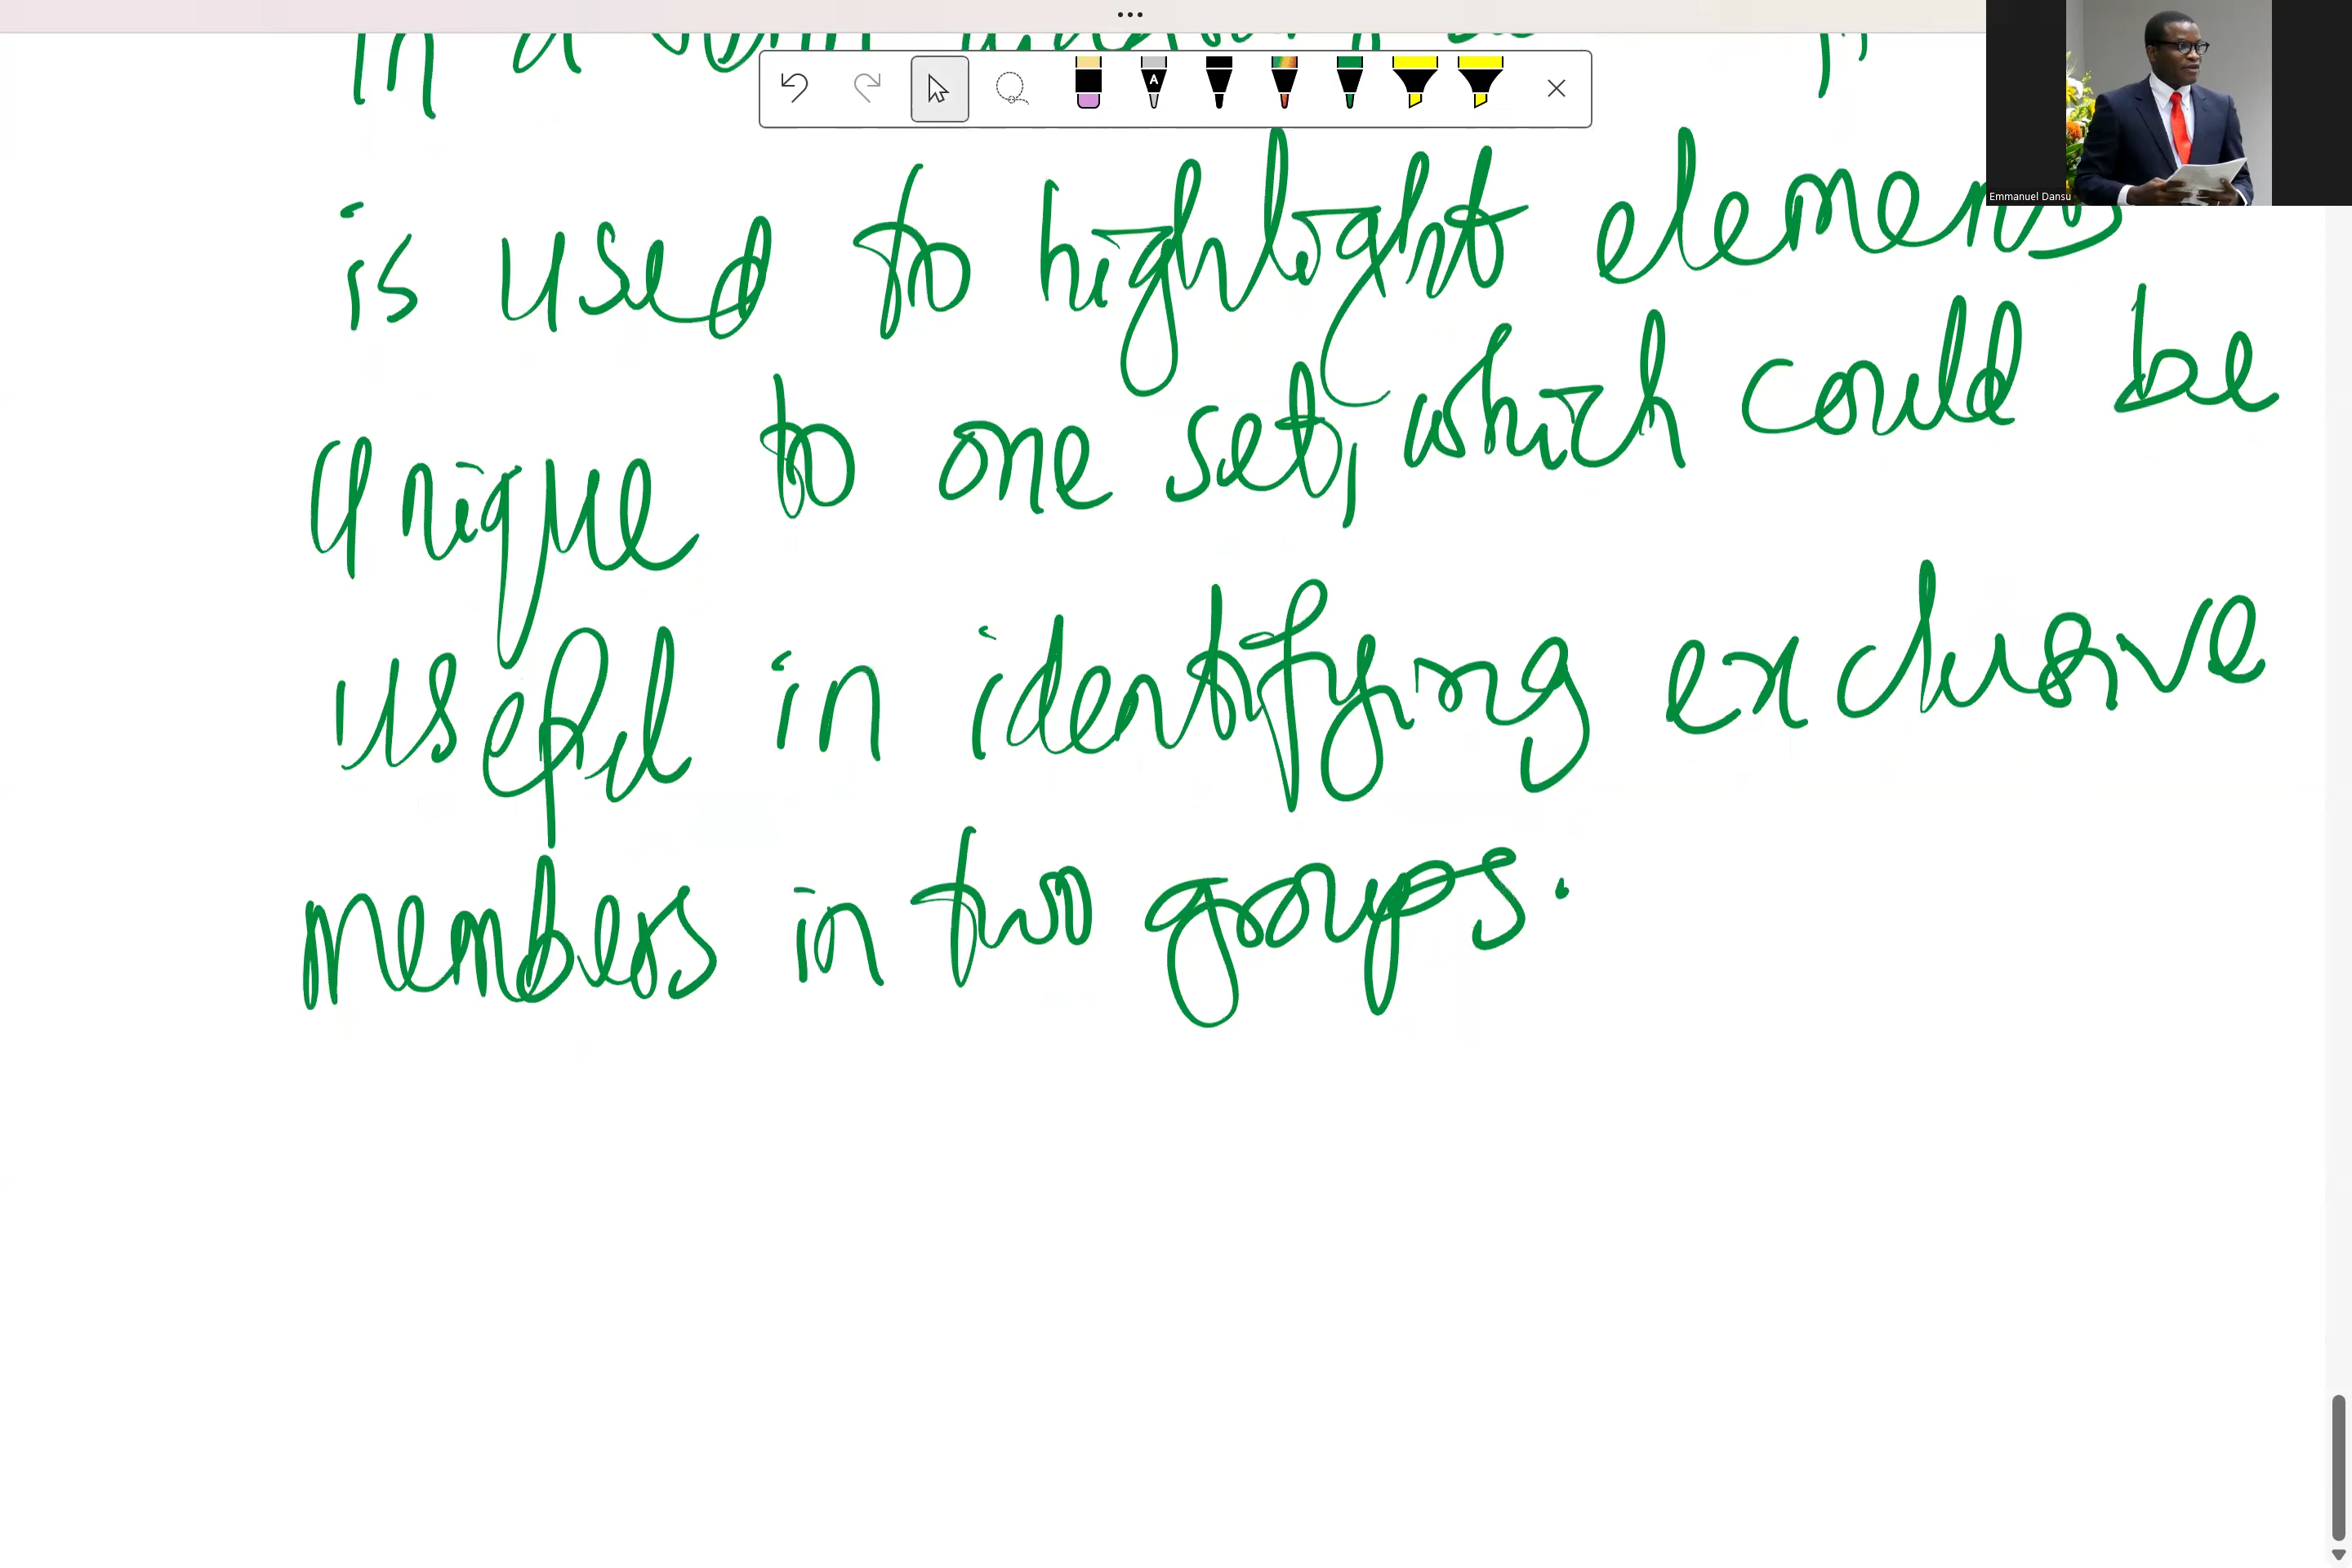 Emmanuel Dansu
is used to highlight elements
unique to one set, which could be
useful in identifying exclusive
members in two groups.